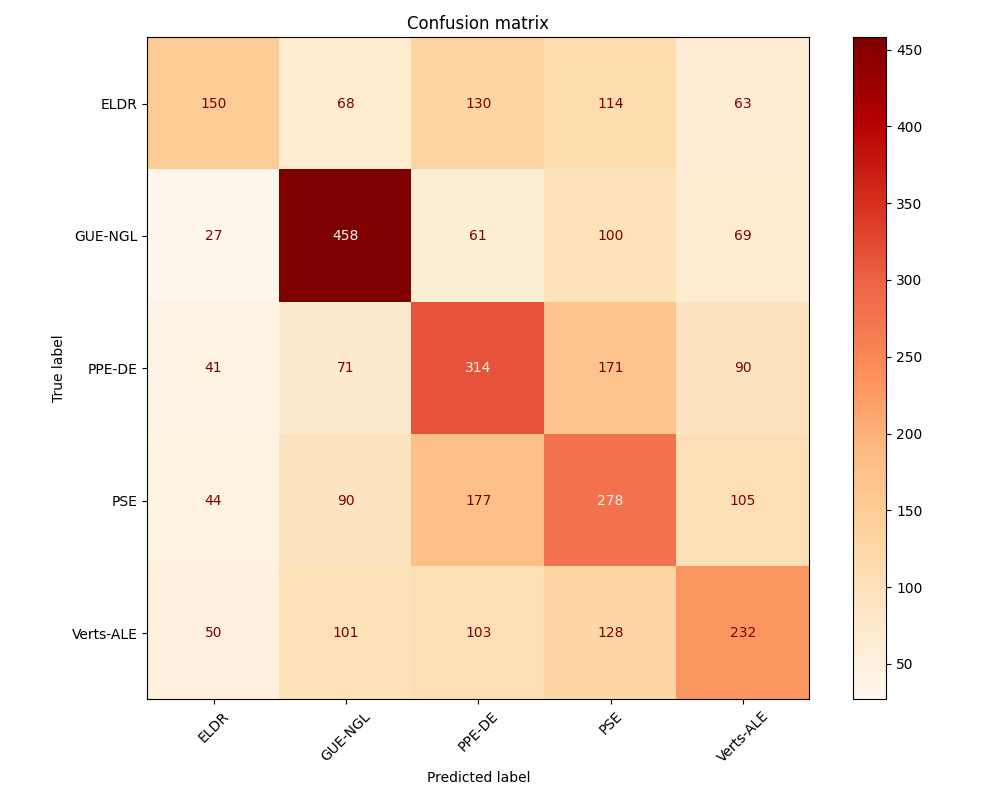 Confusion matrix
True label
ELDR 150 68 130 114 63
GUE-NGL 27 458 61 100 69
PPE-DE 41 71 314 171 90
PSE 44 90 177 278 105
Verts-ALE 50 101 103 128 232
ELDR GUE-NGL PPE-DE PSE Verts-ALE
Predicted label
450
400
350
300
250
200
150
100
50